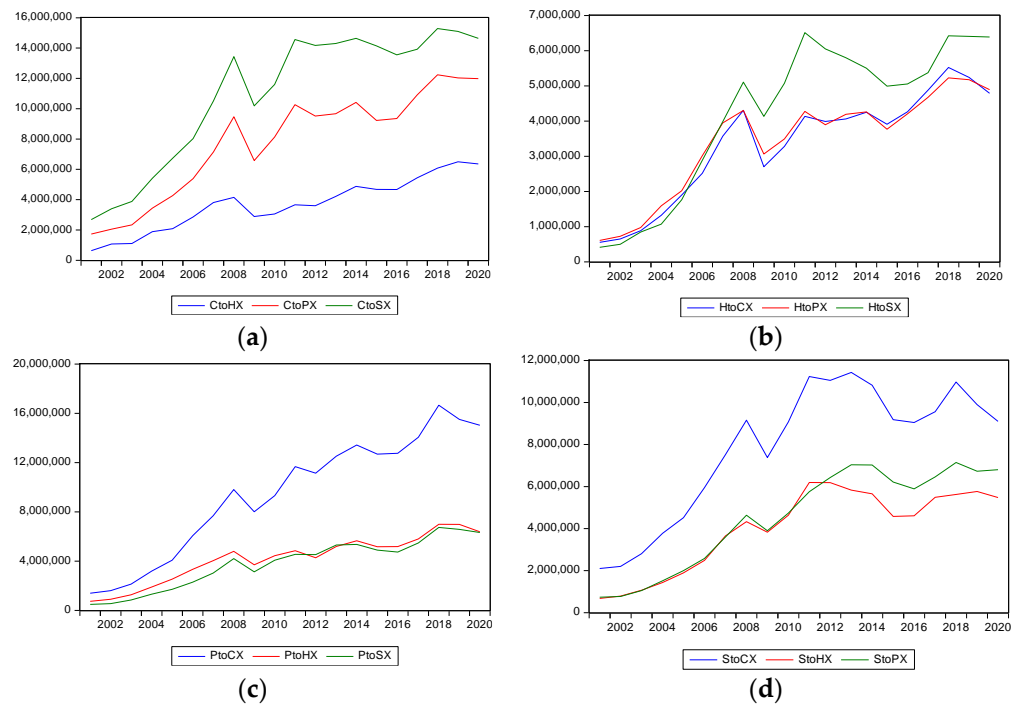 16,000,000
14,000,000
12,000,000
10,000,000
8,000,000
6,000,000
4,000,000
2,000,000
0
2002 2004 2006 2008 2010 2012 2014 2016 2018 2020
CtoHX CtoPX CtoSX
(a)
7,000,000
6,000,000
5,000,000
4,000,000
3,000,000
2,000,000
1,000,000
0
2002 2004 2006 2008 2010 2012 2014 2016 2018 2020
HtoCX HtoPX HtoSX
(b)
20,000,000
16,000,000
12,000,000
8,000,000
4,000,000
0
2002 2004 2006 2008 2010 2012 2014 2016 2018 2020
PtoCX PtoHX PtoSX
(c)
12,000,000
10,000,000
8,000,000
6,000,000
4,000,000
2,000,000
0
2002 2004 2006 2008 2010 2012 2014 2016 2018 2020
StoCX StoHX StoPX
(d)